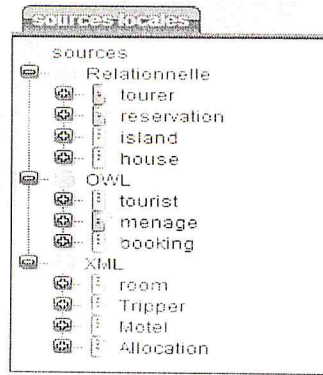 sources locales
sources
Relationnelle
tourer
reservation
island
house
OWL
tourist
menage
booking
XML
room
Tripper
Motel
Allocation